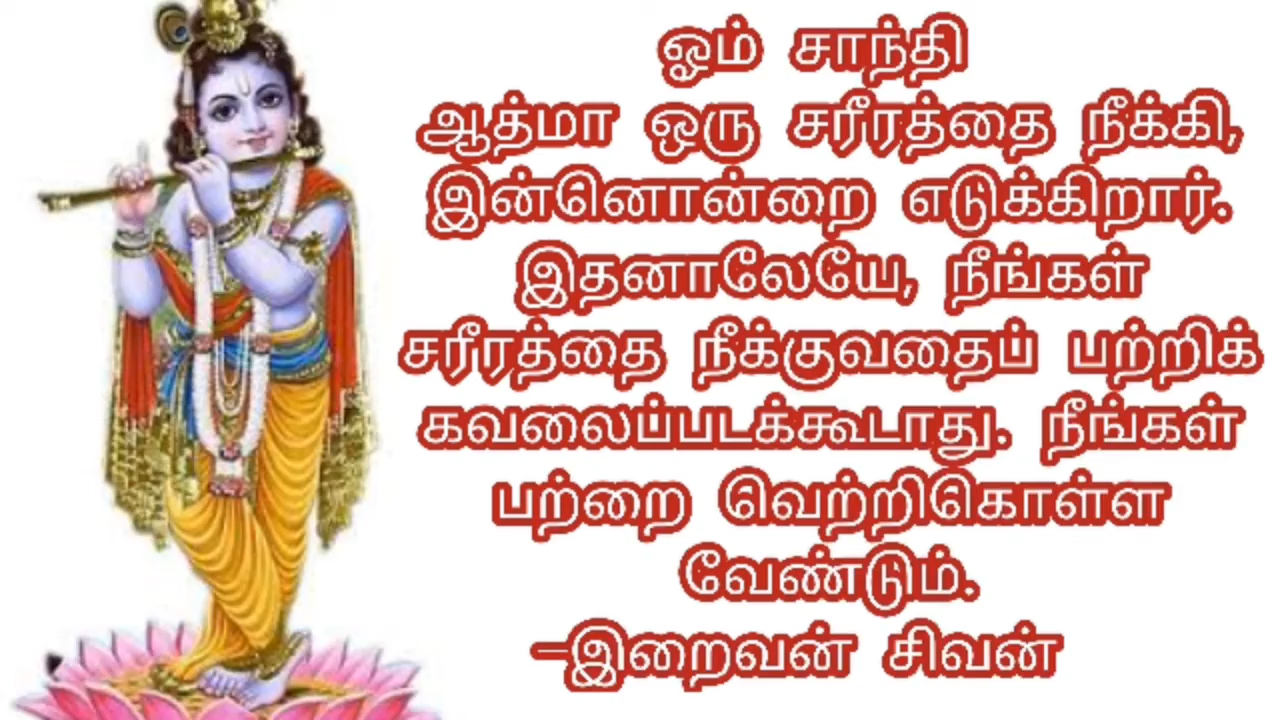 ஓம் சாந்தி
ஆத்மா ஒரு சரீரத்தை நீக்கி,
இன்னொன்றை எடுக்கிறார்.
இதனாலேயே, நீங்கள்
சரீரத்தை நீக்குவதைப் பற்றிக்
கவலைப்படக்கூடாது. நீங்கள்
பற்றை வெற்றிகொள்ள
வேண்டும்.
-இறைவன் சிவன்